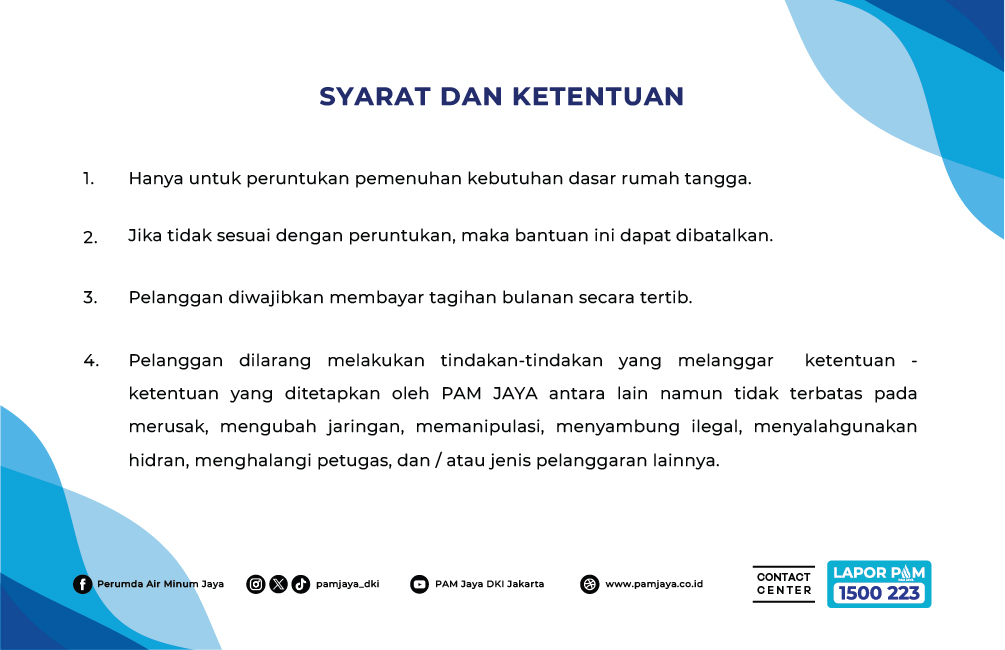 SYARAT DAN KETENTUAN
1. Hanya untuk peruntukan pemenuhan kebutuhan dasar rumah tangga.
2. Jika tidak sesuai dengan peruntukan, maka bantuan ini dapat dibatalkan.
3. Pelanggan diwajibkan membayar tagihan bulanan secara tertib.
4. Pelanggan dilarang melakukan tindakan-tindakan yang melanggar ketentuan -
ketentuan yang ditetapkan oleh PAM JAYA antara lain namun tidak terbatas pada
merusak, mengubah jaringan, memanipulasi, menyambung ilegal, menyalahgunakan
hidran, menghalangi petugas, dan / atau jenis pelanggaran lainnya.
Perumda Air Minum Jaya pamjaya_dki PAM Jaya DKI Jakarta www.pamjaya.co.id
CONTACT
CENTER
LAPOR PAM
1500 223